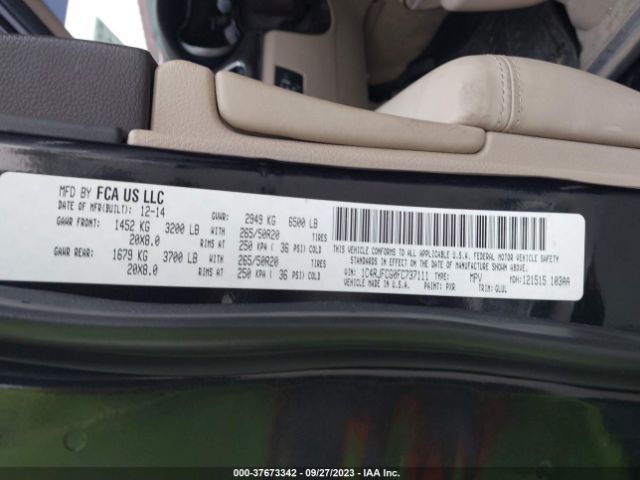 MFD BY FCA US LLC
DATE OF MFR(BUILT): 12-14
GVWR: 2949 KG 6500 LB
GAWR FRONT: 1452 KG 3200 LB WITH 265/50R20 TIRES
20X8.0 RIMS AT 250 KPA ( 36 PSI COLD)
GAWR REAR: 1679 KG 3700 LB WITH 265/50R20 TIRES
20X8.0 RIMS AT 250 KPA ( 36 PSI COLD)
THIS VEHICLE CONFORMS TO ALL APPLICABLE U.S.A. FEDERAL MOTOR VEHICLE SAFETY
STANDARDS IN EFFECT ON THE DATE OF MANUFACTURE SHOWN ABOVE.
VIN: 1C4RJFCG0FC737111 TYPE: MPV MDH:121515 103AA
MADE IN U.S.A. PAINT: PXR TRIM: GLUL
000-37673342 / 09/27/2023 - IAA Inc.